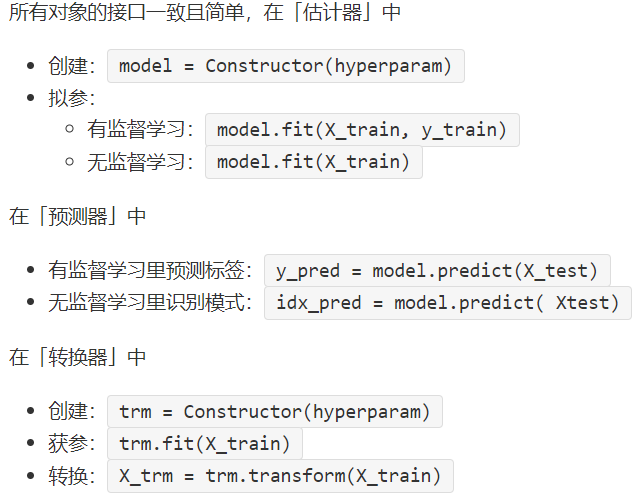 所有对象的接口一致且简单，在「估计器」中
创建：model = Constructor(hyperparam)
拟参：
有监督学习：model.fit(X_train, y_train)
无监督学习：model.fit(X_train)
在「预测器」中
有监督学习里预测标签：y_pred = model.predict(X_test)
无监督学习里识别模式：idx_pred = model.predict( Xtest)
在「转换器」中
创建：trm = Constructor(hyperparam)
获参：trm.fit(X_train)
转换：X_trm = trm.transform(X_train)